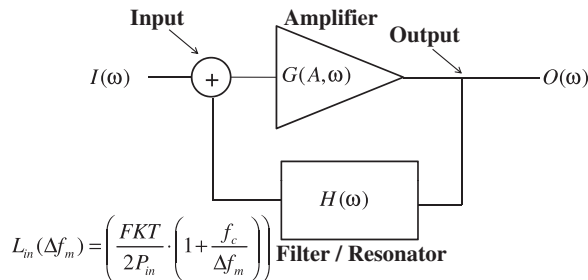 Amplifier
Input
Output
I(ω)
+
G(A,ω)
O(ω)
H(ω)
L_in(Δf_m) = (FKT/2P_in · (1 + f_c/Δf_m))
Filter / Resonator